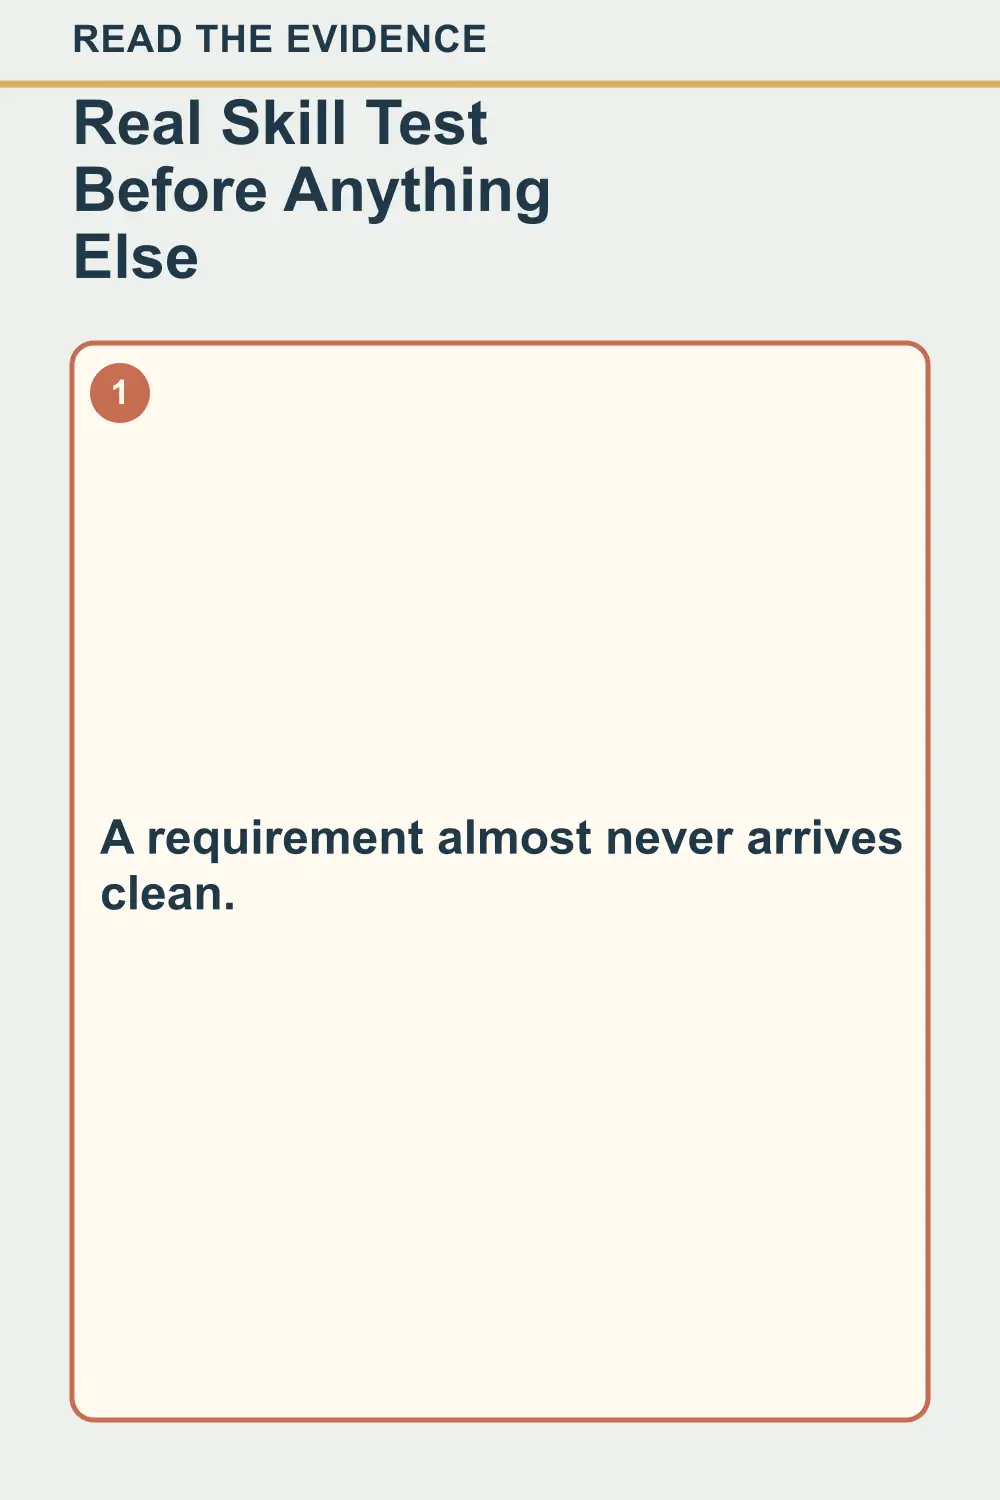 READ THE EVIDENCE
Real Skill Test
Before Anything
Else
1
A requirement almost never arrives
clean.